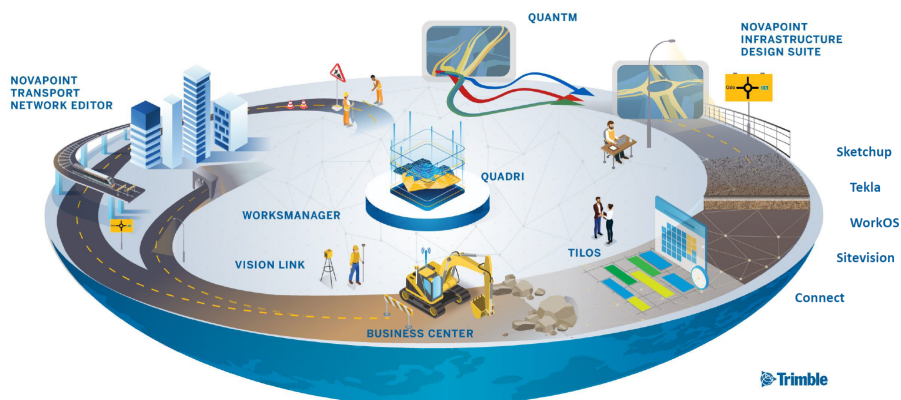 QUANTM
NOVAPOINT
INFRASTRUCTURE
DESIGN SUITE
NOVAPOINT
TRANSPORT
NETWORK EDITOR
QUADRI
Sketchup
Tekla
WORKSMANAGER
WorkOS
VISION LINK
TILOS
Sitevision
Connect
BUSINESS CENTER
Trimble